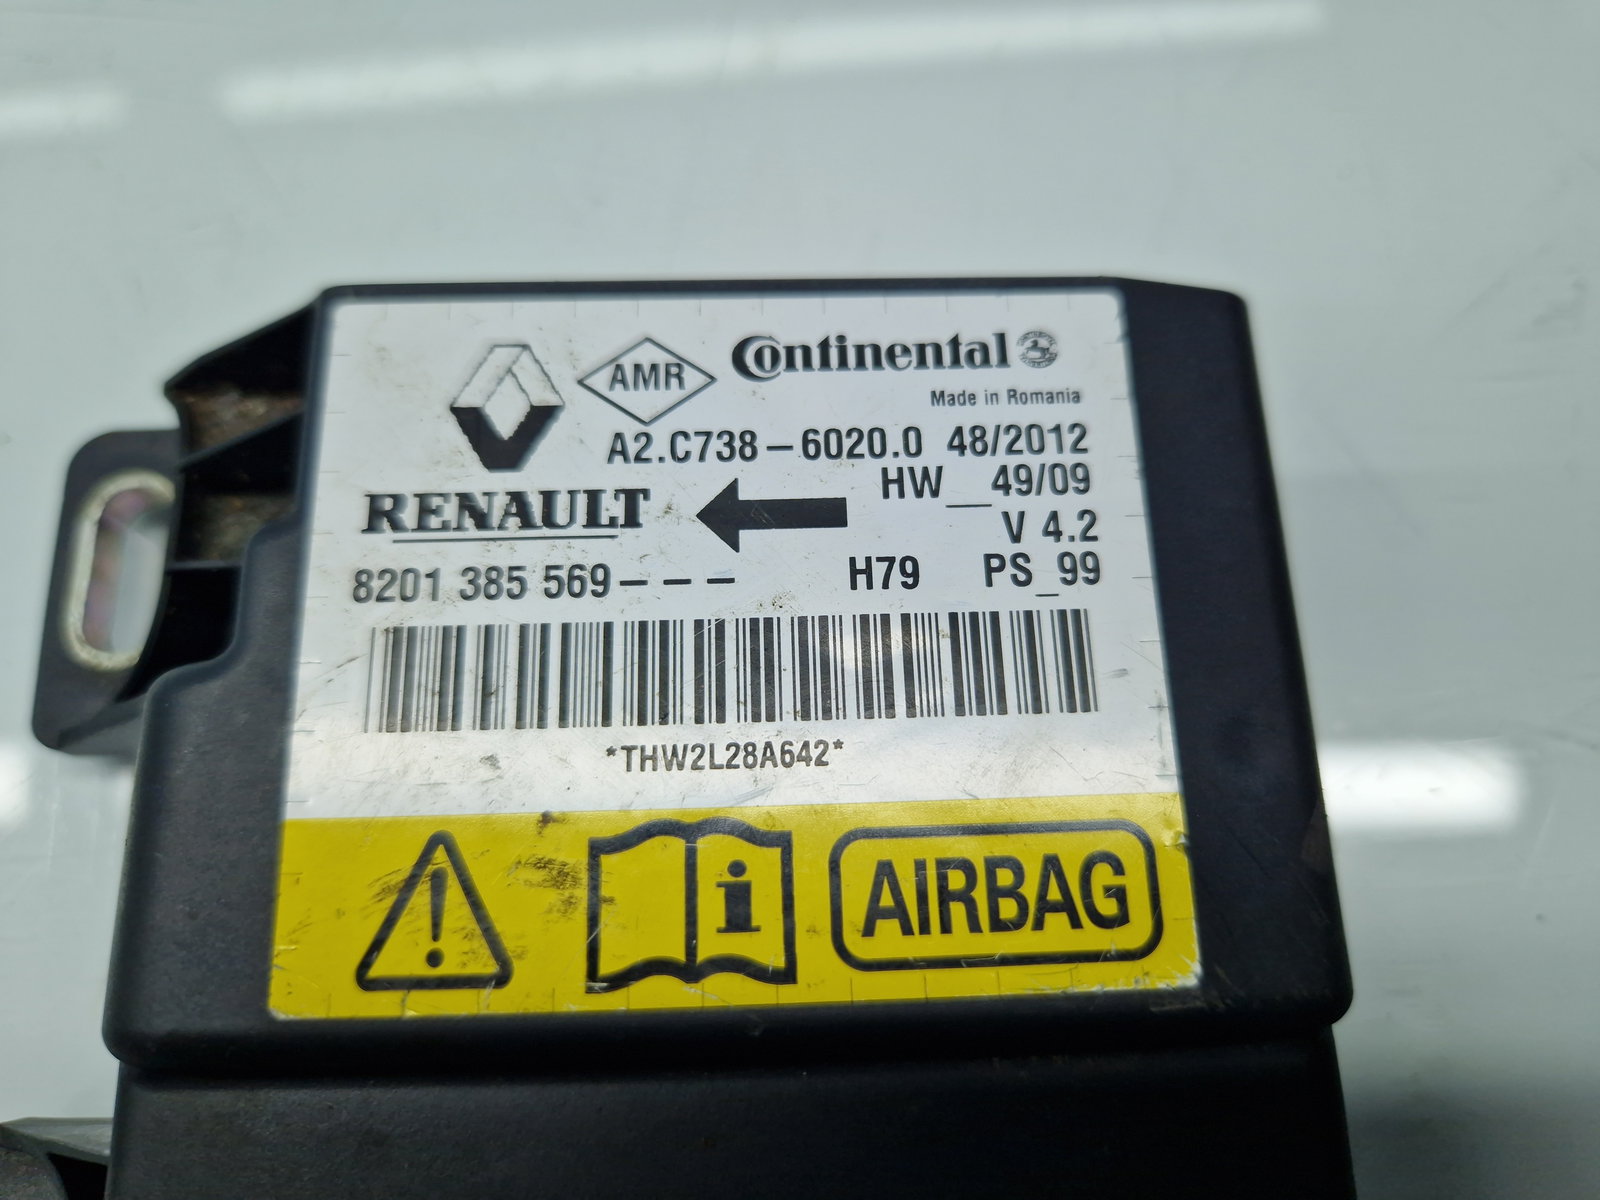 AMR
Continental
Made in Romania
A2.C738-6020.0 48/2012
HW__49/09
RENAULT
V 4.2
8201 385 569--- H79 PS_99
*THW2L28A642*
! i AIRBAG